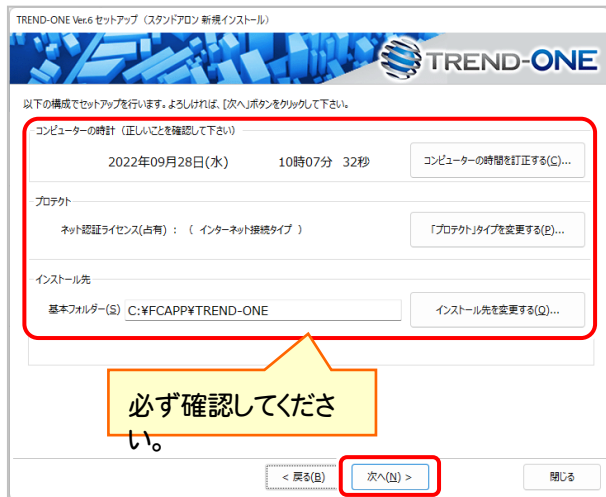 TREND-ONE Ver.6 セットアップ（スタンドアロン 新規インストール）
TREND-ONE
以下の構成でセットアップを行います。よろしければ、[次へ]ボタンをクリックして下さい。
コンピューターの時計（正しいことを確認して下さい）
2022年09月28日(水) 10時07分 32秒 コンピューターの時間を訂正する(C)...
プロテクト
ネット認証ライセンス(占有) ： （ インターネット接続タイプ ） 「プロテクト」タイプを変更する(P)...
インストール先
基本フォルダー(S) C:¥FCAPP¥TREND-ONE インストール先を変更する(Q)...
必ず確認してくださ
い。
< 戻る(B) 次へ(N) > 閉じる